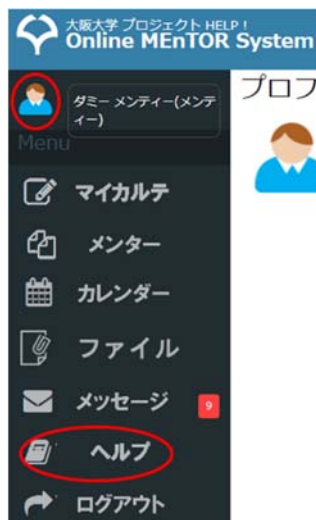 大阪大学 プロジェクト HELP!
Online MEnTOR System
ダミー メンティー(メンテ
ィー)
プロフ
Menu
マイカルテ
メンター
カレンダー
ファイル
メッセージ 9
ヘルプ
ログアウト